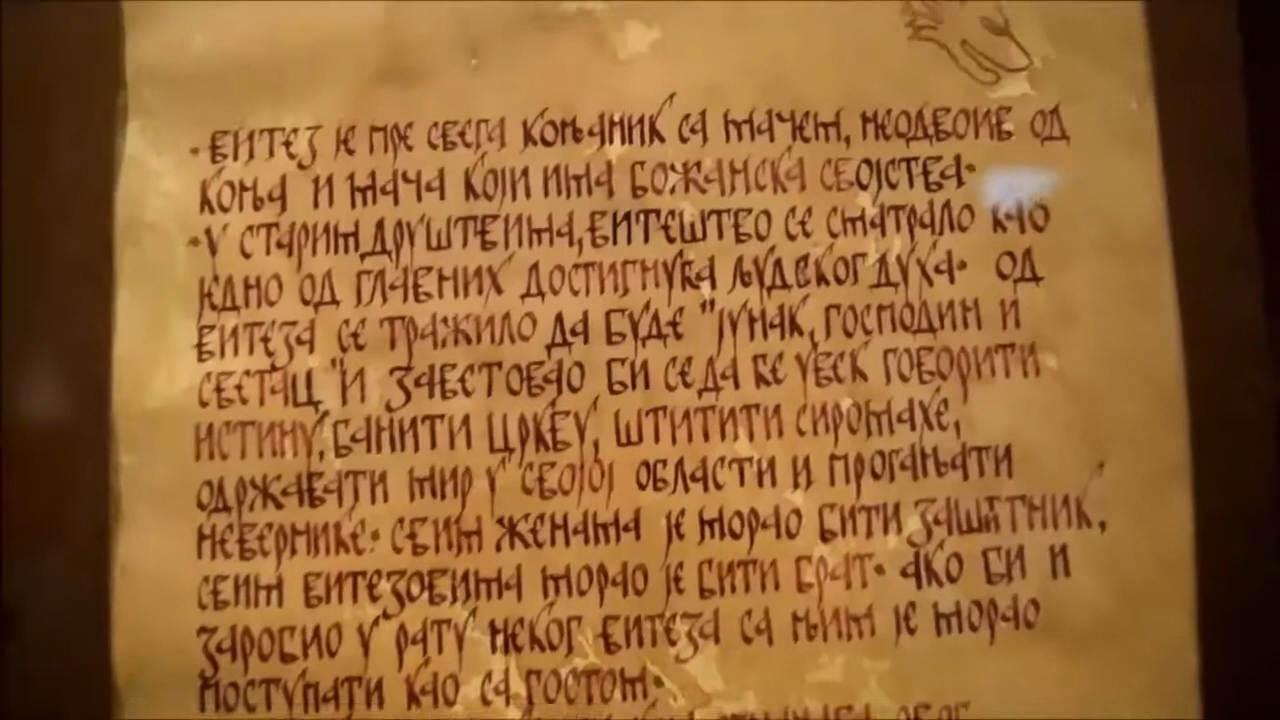 ·ВИТЕЗ ЈЕ ПРЕ СВЕГА КОЊАНИК СА МАЧЕМ, НЕОДВОИВ ОД
КОЊА И МАЧА КОЈИ ИМА БОЖАНСКА СВОЈСТВА·
·У СТАРИМ ДРУШТВИМА, ВИТЕШТВО СЕ СМАТРАЛО КАО
ЈЕДНО ОД ГЛАВНИХ ДОСТИГНУЋА ЉУДСКОГ ДУХА· ОД
ВИТЕЗА СЕ ТРАЖИЛО ДА БУДЕ "ЈУНАК, ГОСПОДИН И
СВЕТАЦ "И ЗАВЕТОВАО БИ СЕ ДА ЋЕ УВЕК ГОВОРИТИ
ИСТИНУ, БАНИТИ ЦРКВУ, ШТИТИТИ СИРОМАХЕ,
ОДРЖАВАТИ МИР У СВОЈОЈ ОБЛАСТИ И ПРОГАЊАТИ
НЕВЕРНИКЕ· СВИМ ЖЕНАМА ЈЕ МОРАО БИТИ ЗАШТИТНИК,
СВИМ ВИТЕЗОВИМА МОРАО ЈЕ БИТИ БРАТ· АКО БИ И
ЗАРОБИО У РАТУ НЕКОГ ВИТЕЗА СА ЊИМ ЈЕ МОРАО
ПОСТУПАТИ КАО СА ГОСТОМ·